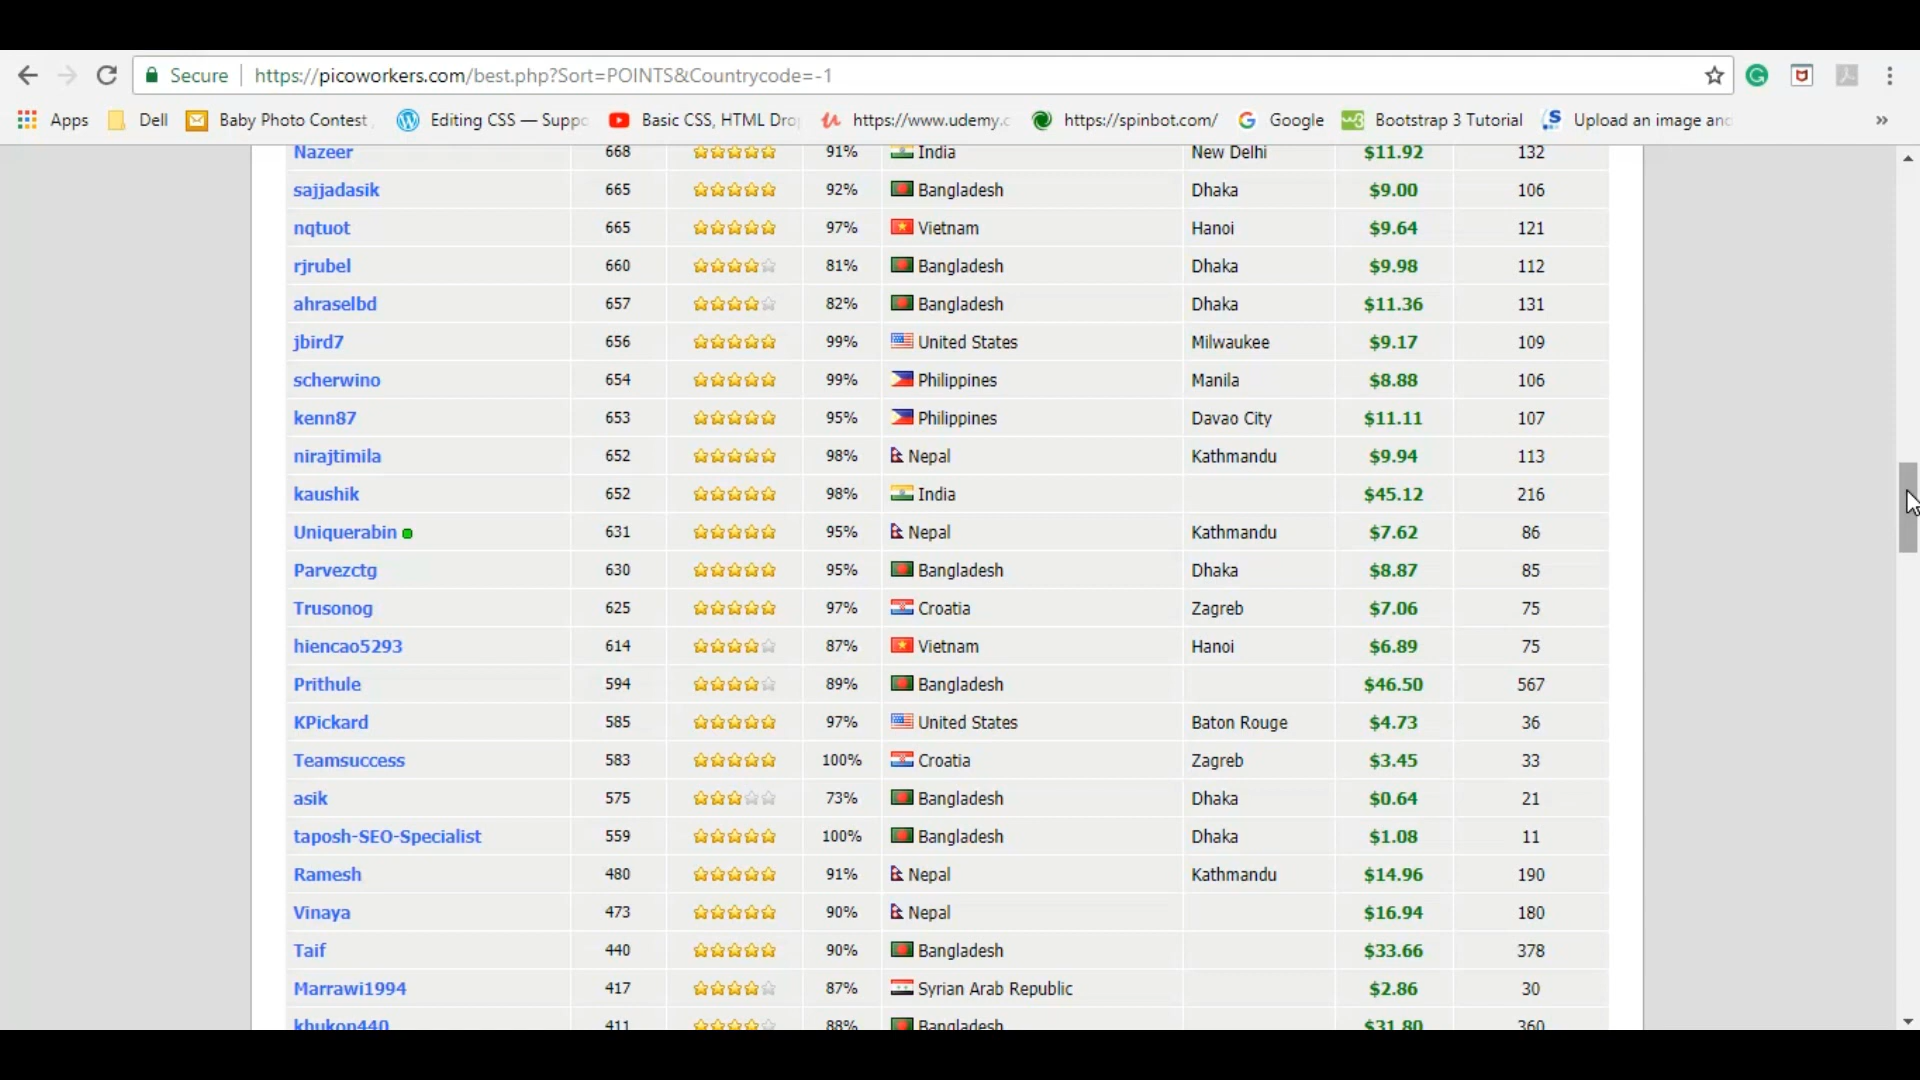 Secure https://picoworkers.com/best.php?Sort=POINTS&Countrycode=-1
Apps Dell Baby Photo Contest Editing CSS — Suppo Basic CSS, HTML Dro https://www.udemy.c https://spinbot.com/ Google Bootstrap 3 Tutorial Upload an image and »
Nazeer 668 91% India New Delhi $11.92 132
sajjadasik 665 92% Bangladesh Dhaka $9.00 106
nqtuot 665 97% Vietnam Hanoi $9.64 121
rjrubel 660 81% Bangladesh Dhaka $9.98 112
ahraselbd 657 82% Bangladesh Dhaka $11.36 131
jbird7 656 99% United States Milwaukee $9.17 109
scherwino 654 99% Philippines Manila $8.88 106
kenn87 653 95% Philippines Davao City $11.11 107
nirajtimila 652 98% Nepal Kathmandu $9.94 113
kaushik 652 98% India $45.12 216
Uniquerabin 631 95% Nepal Kathmandu $7.62 86
Parvezctg 630 95% Bangladesh Dhaka $8.87 85
Trusonog 625 97% Croatia Zagreb $7.06 75
hiencao5293 614 87% Vietnam Hanoi $6.89 75
Prithule 594 89% Bangladesh $46.50 567
KPickard 585 97% United States Baton Rouge $4.73 36
Teamsuccess 583 100% Croatia Zagreb $3.45 33
asik 575 73% Bangladesh Dhaka $0.64 21
taposh-SEO-Specialist 559 100% Bangladesh Dhaka $1.08 11
Ramesh 480 91% Nepal Kathmandu $14.96 190
Vinaya 473 90% Nepal $16.94 180
Taif 440 90% Bangladesh $33.66 378
Marrawi1994 417 87% Syrian Arab Republic $2.86 30
khukon440 411 88% Bangladesh $31.80 360